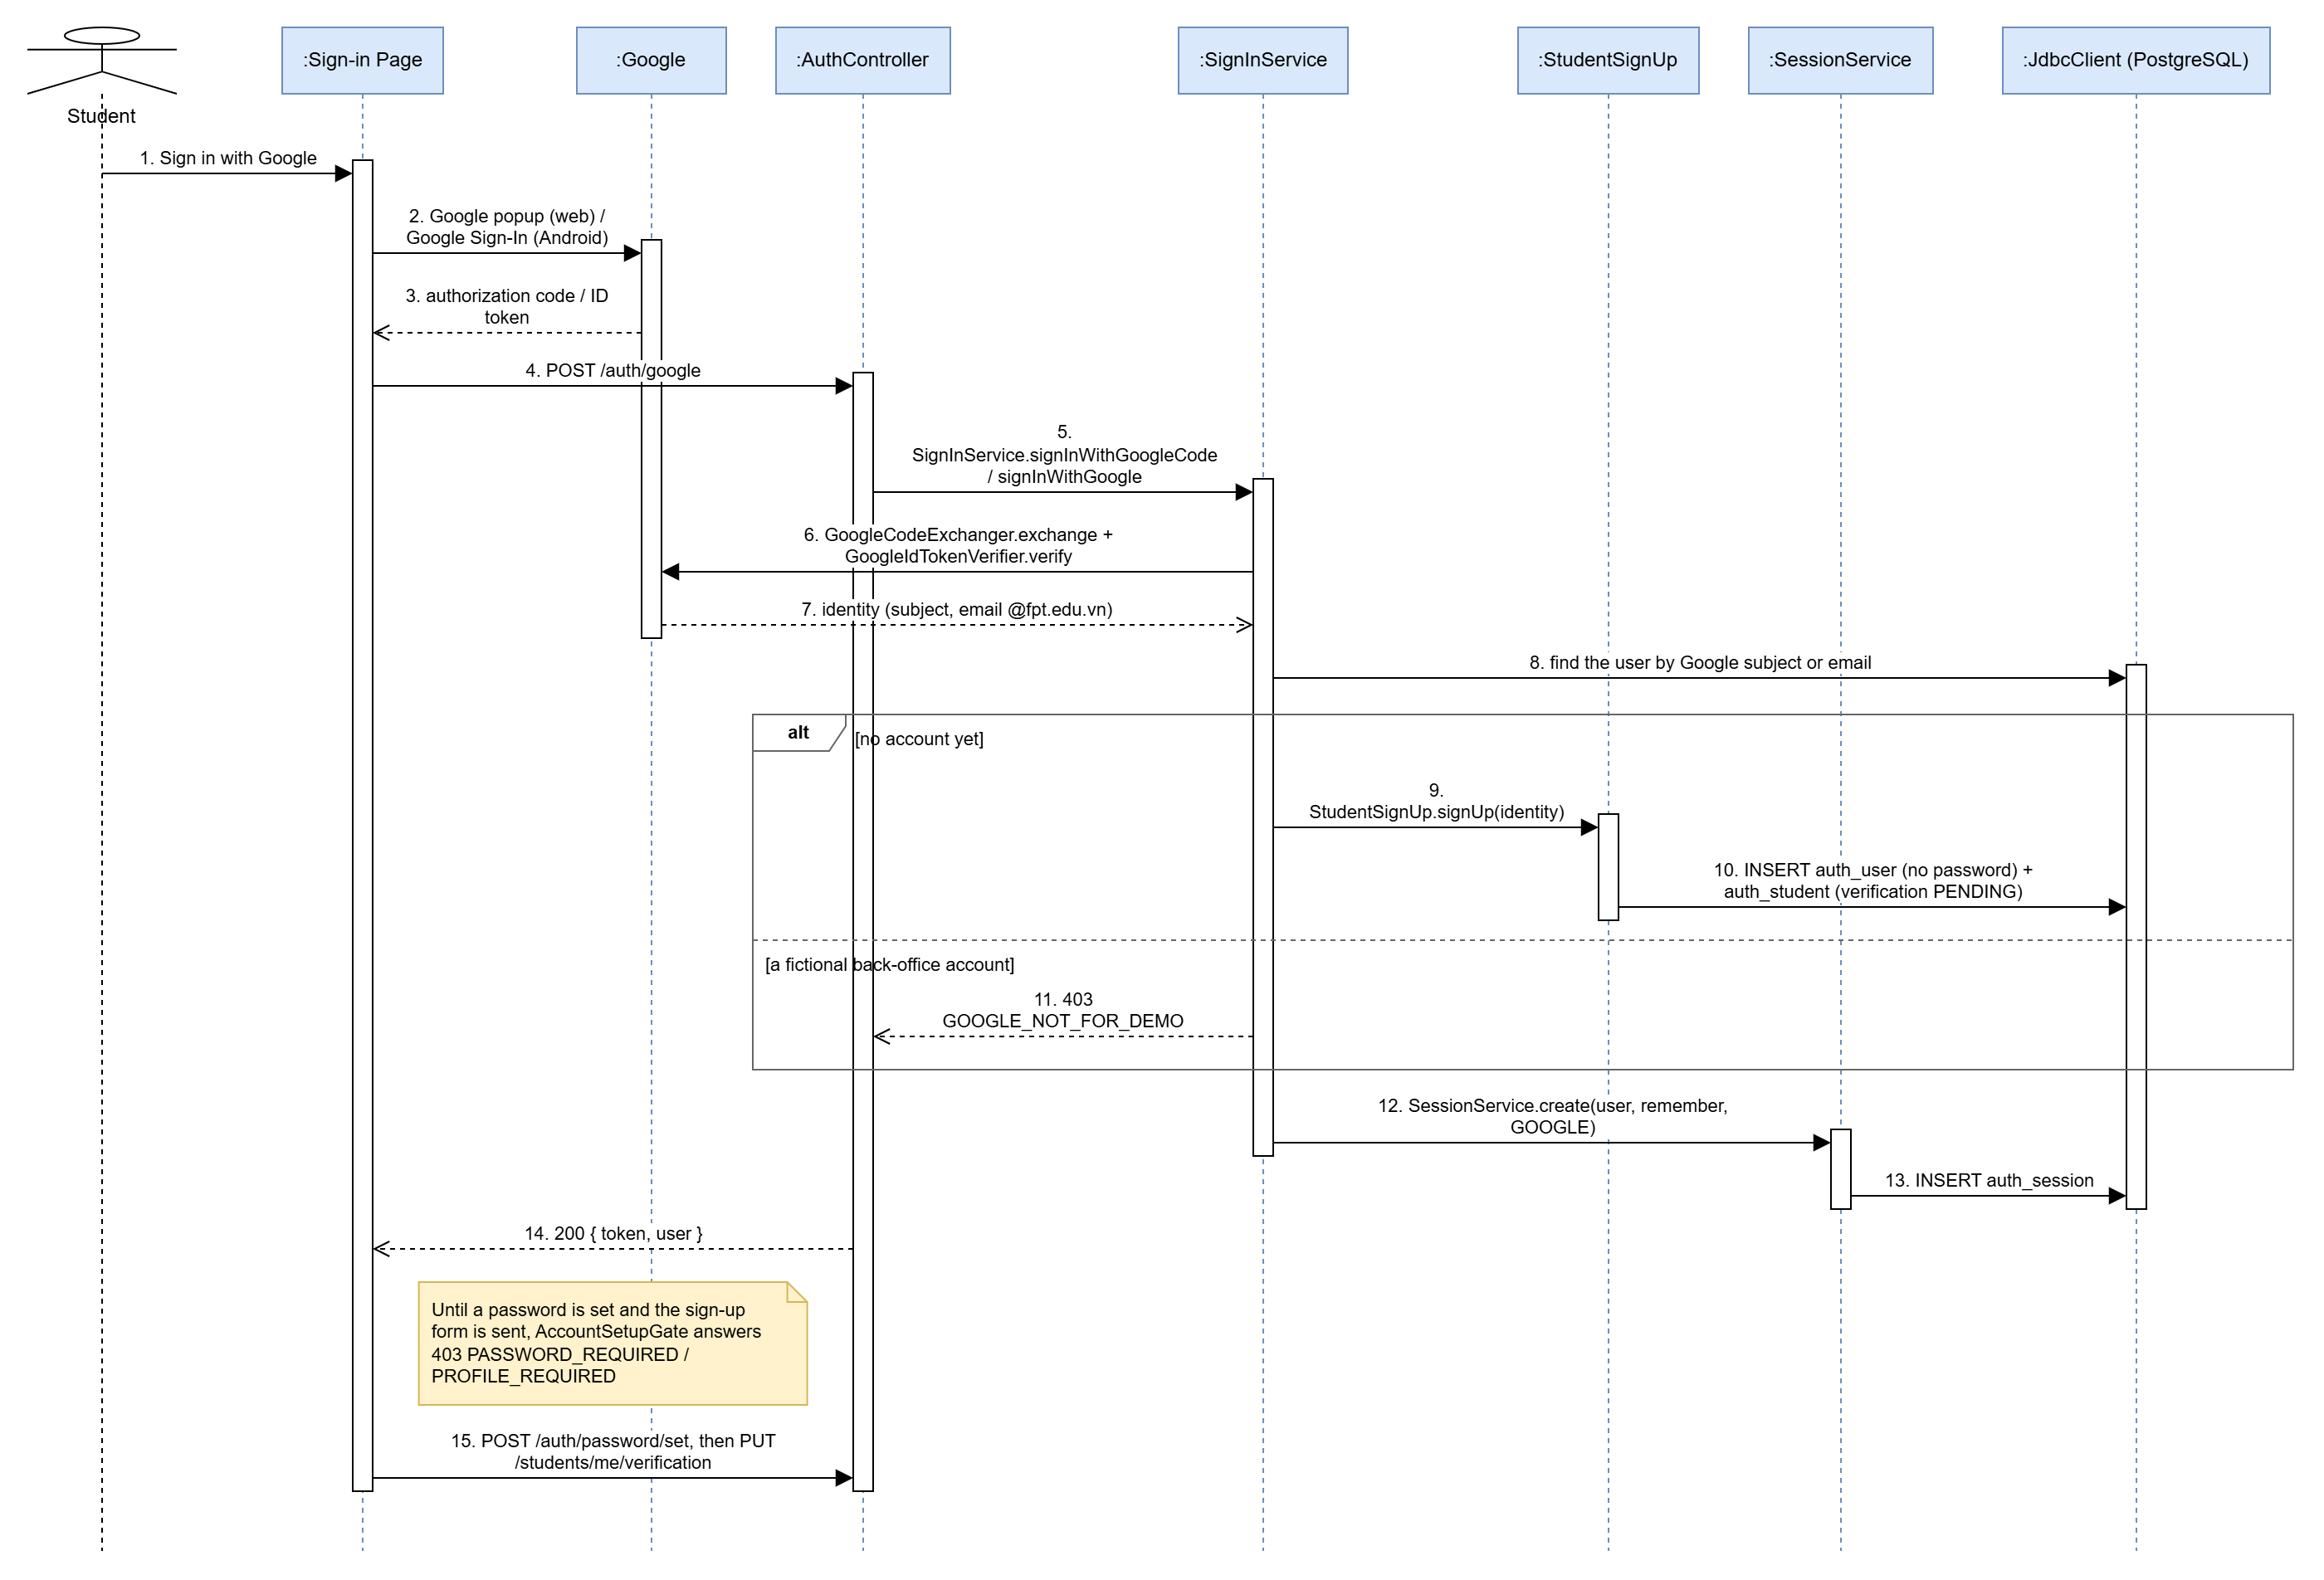 :Sign-in Page
:Google
:AuthController
:SignInService
:StudentSignUp
:SessionService
:JdbcClient (PostgreSQL)
Student
1. Sign in with Google
2. Google popup (web) /
Google Sign-In (Android)
3. authorization code / ID
token
4. POST /auth/google
5.
SignInService.signInWithGoogleCode
/ signInWithGoogle
6. GoogleCodeExchanger.exchange +
GoogleIdTokenVerifier.verify
7. identity (subject, email @fpt.edu.vn)
8. find the user by Google subject or email
alt
[no account yet]
9.
StudentSignUp.signUp(identity)
10. INSERT auth_user (no password) +
auth_student (verification PENDING)
[a fictional back-office account]
11. 403
GOOGLE_NOT_FOR_DEMO
12. SessionService.create(user, remember,
GOOGLE)
13. INSERT auth_session
14. 200 { token, user }
Until a password is set and the sign-up
form is sent, AccountSetupGate answers
403 PASSWORD_REQUIRED /
PROFILE_REQUIRED
15. POST /auth/password/set, then PUT
/students/me/verification